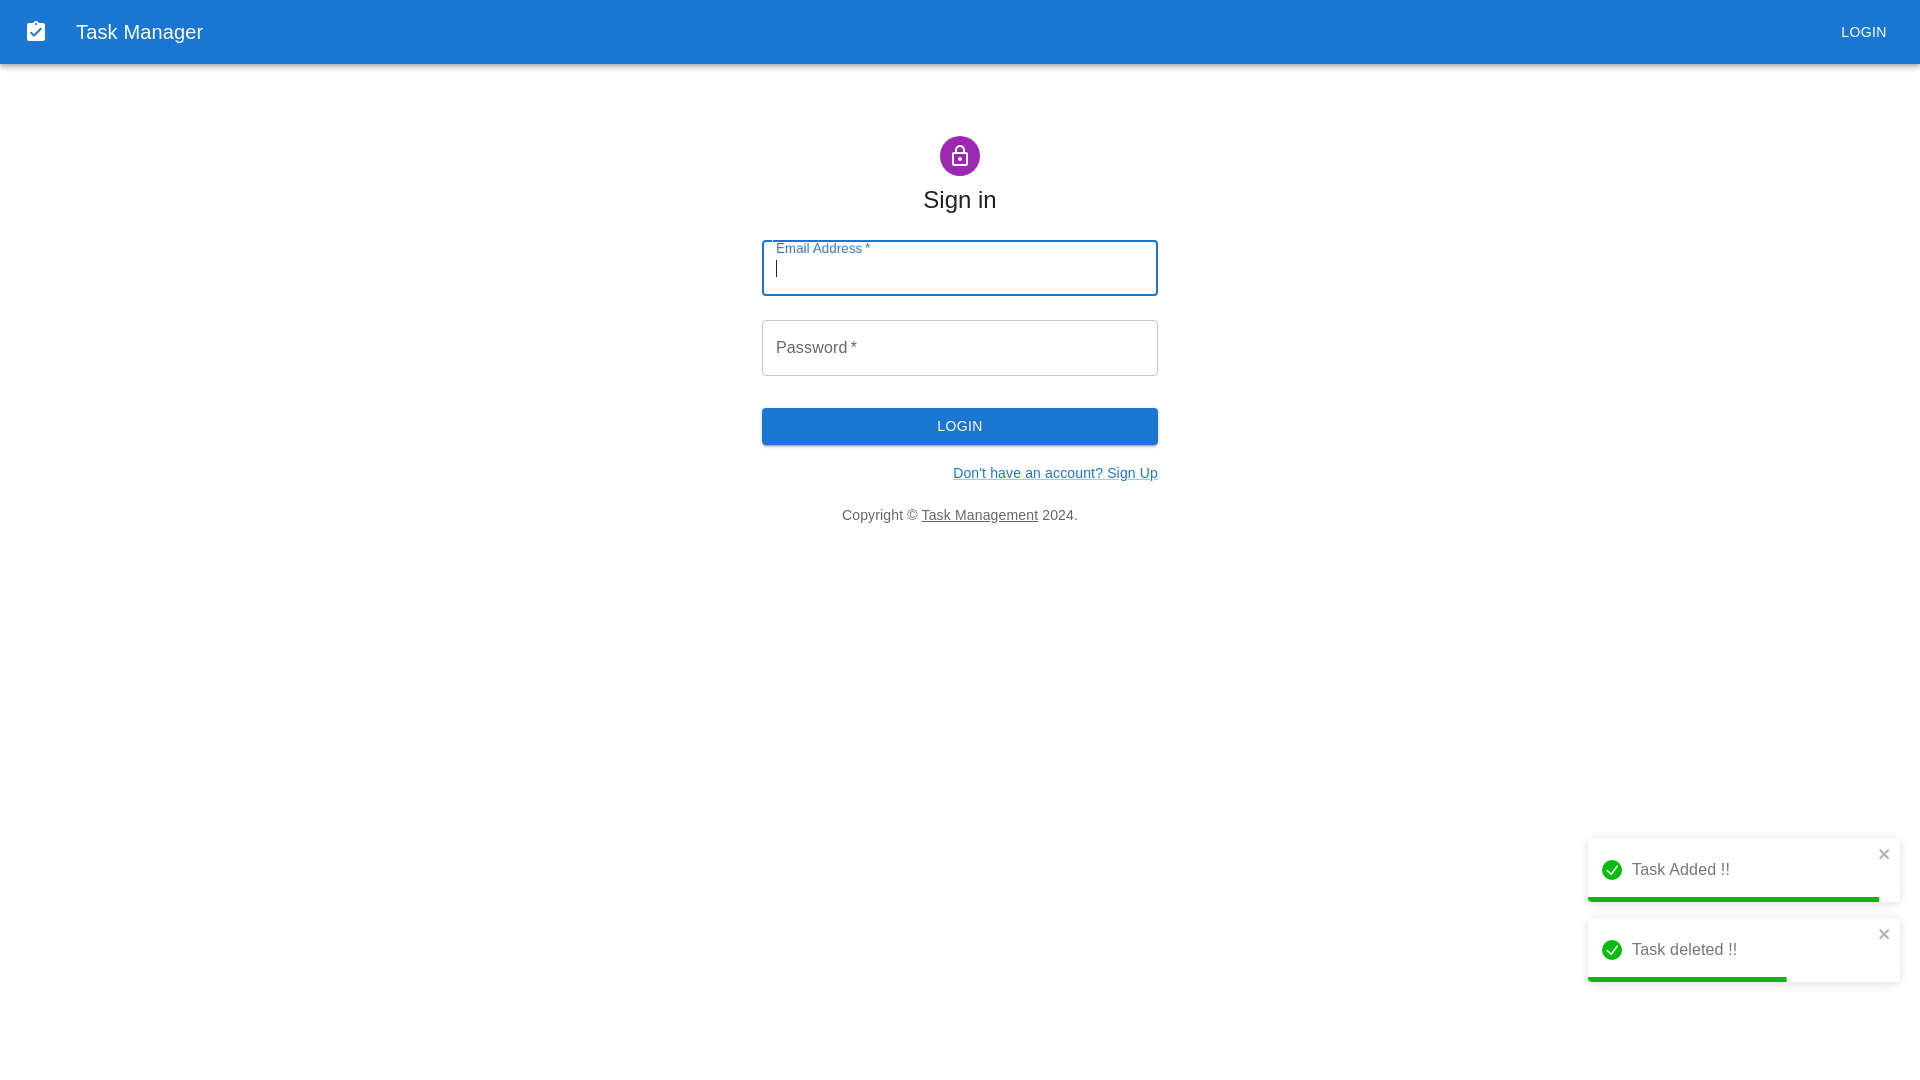 Task Manager
LOGIN
Sign in
Email Address *
Password *
LOGIN
Don't have an account? Sign Up
Copyright © Task Management 2024.
Task Added !!
Task deleted !!